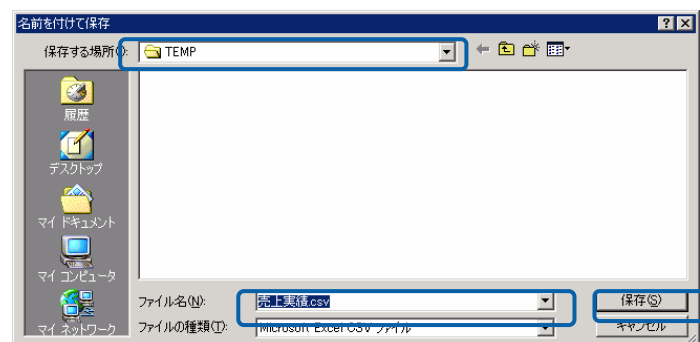 名前を付けて保存
保存する場所(I):
TEMP
履歴
デスクトップ
マイ ドキュメント
マイ コンピュータ
マイ ネットワーク
ファイル名(N):
売上実績.csv
保存(S)
ファイルの種類(T):
Microsoft Excel CSV ファイル
キャンセル